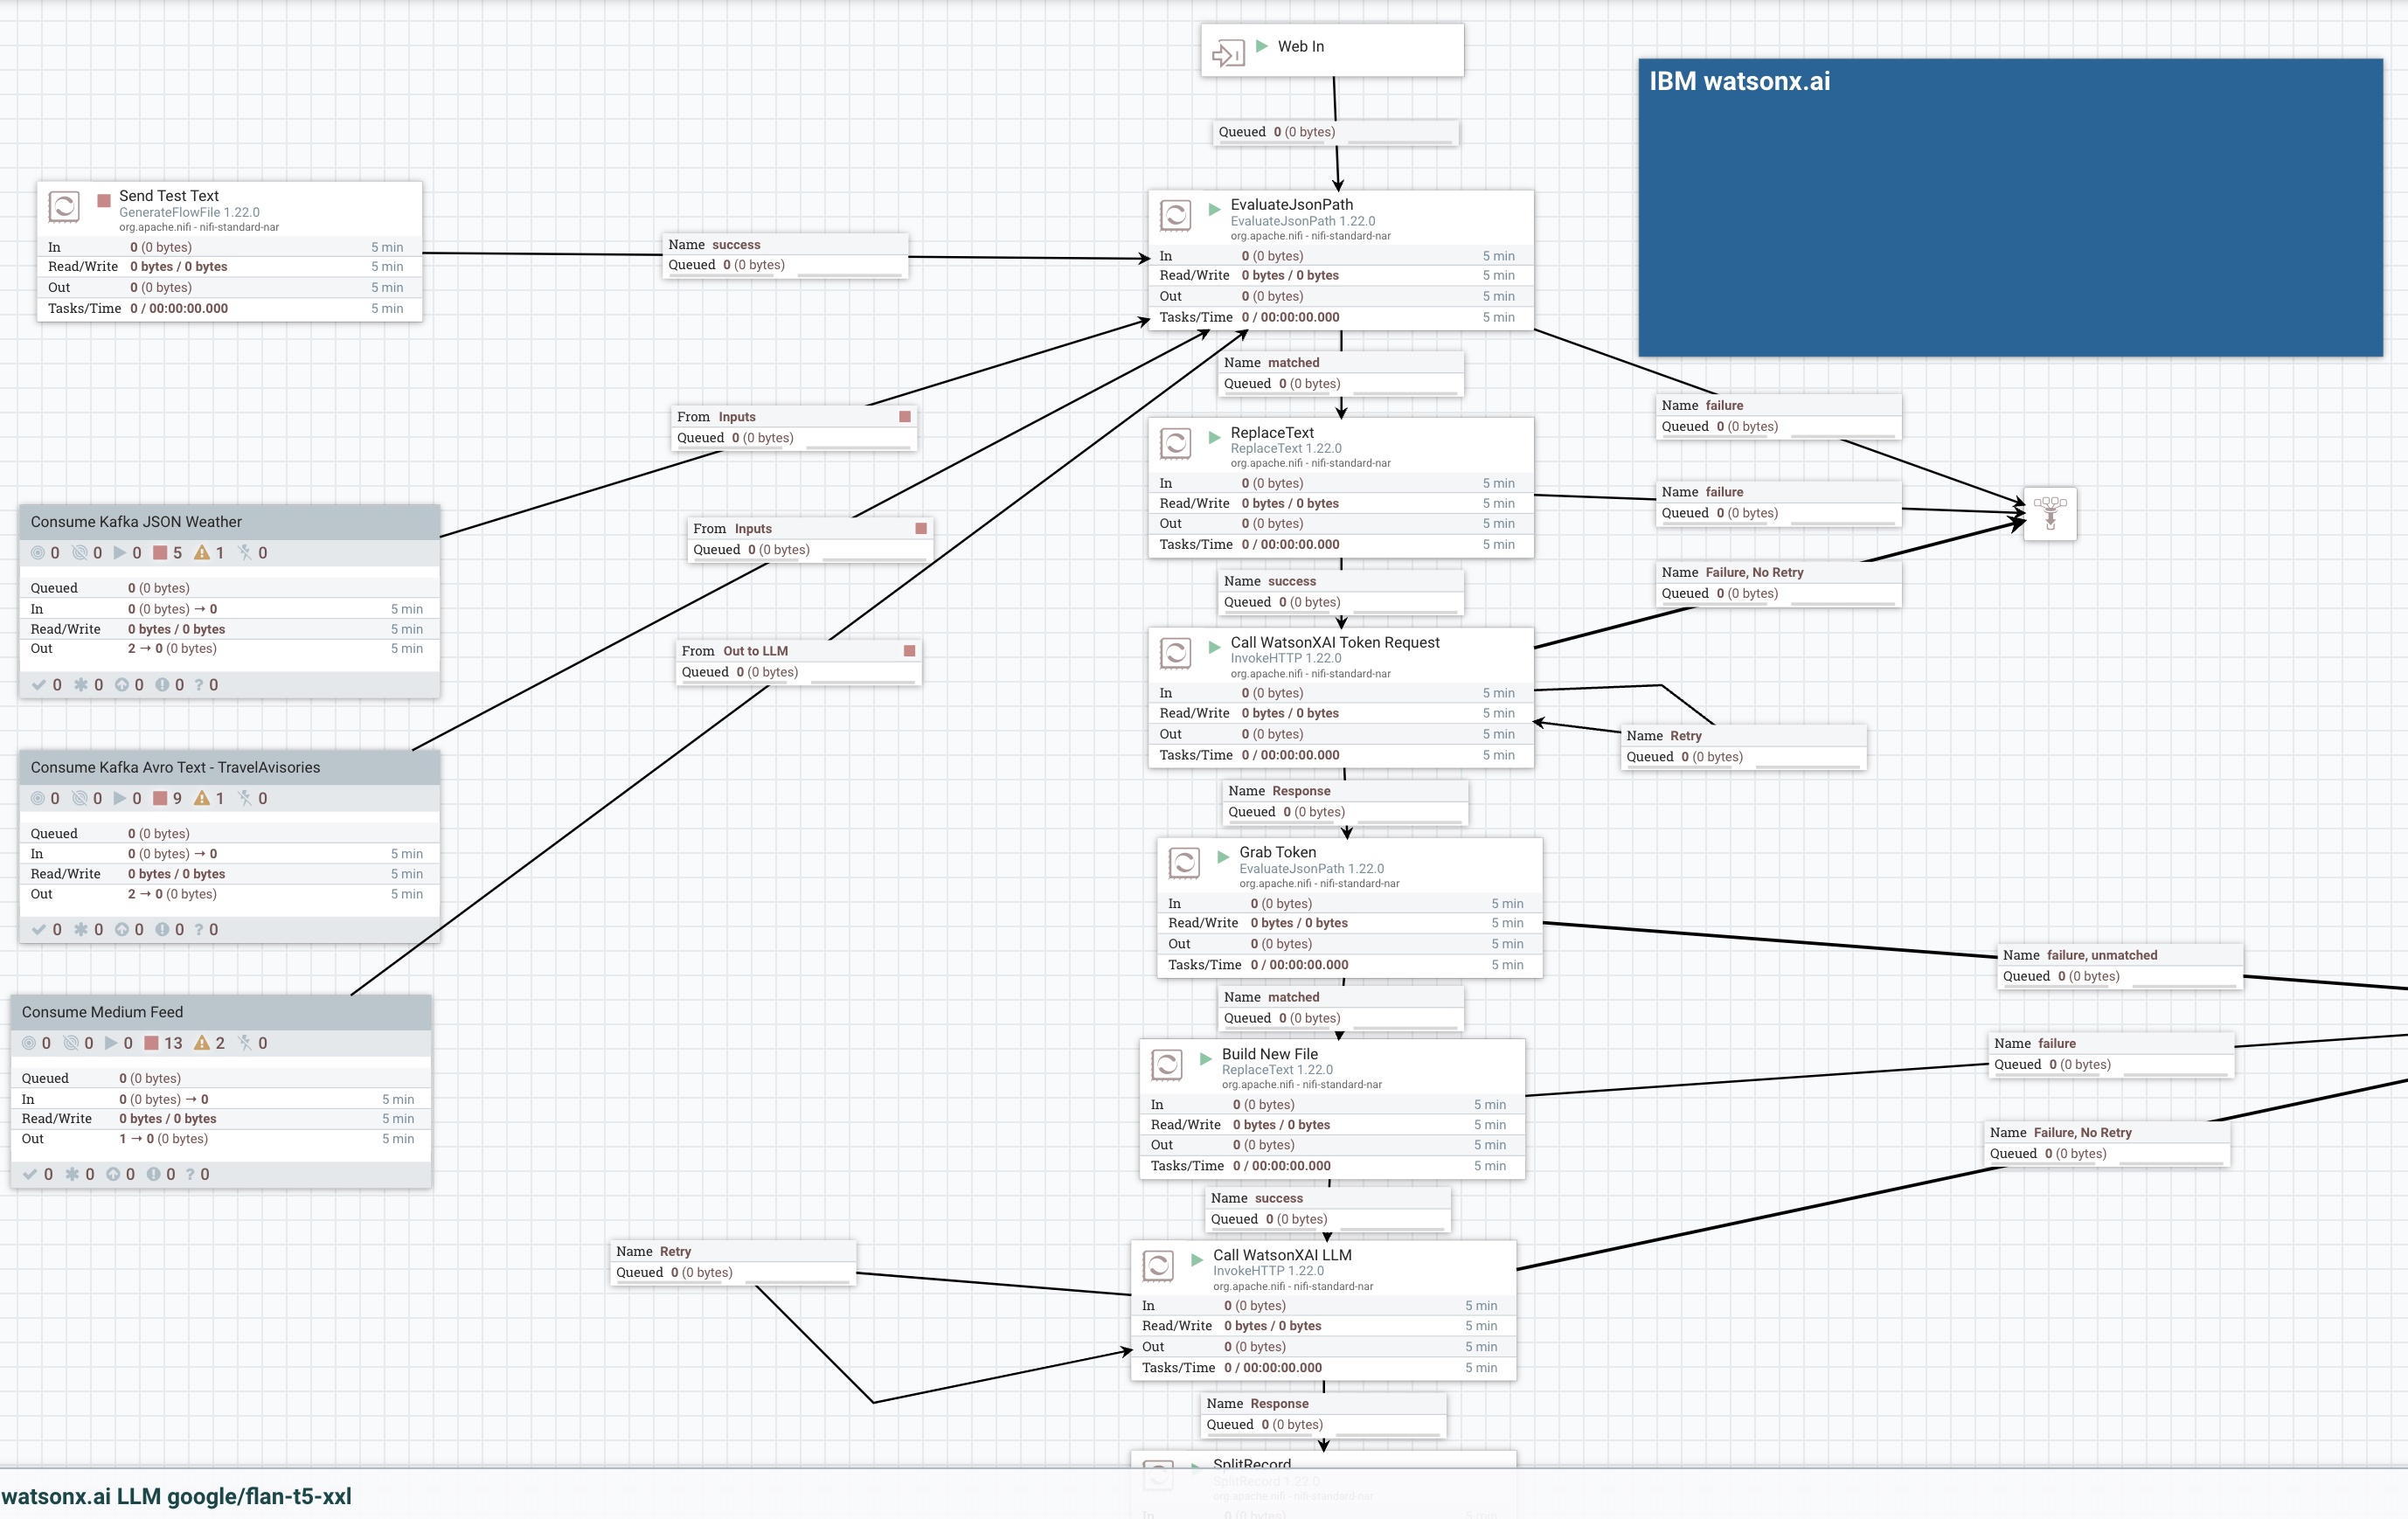 Web In
IBM watsonx.ai
Queued 0 (0 bytes)
Send Test Text
GenerateFlowFile 1.22.0
org.apache.nifi - nifi-standard-nar
In 0 (0 bytes) 5 min
Read/Write 0 bytes / 0 bytes 5 min
Out 0 (0 bytes) 5 min
Tasks/Time 0 / 00:00:00.000 5 min
Name success
Queued 0 (0 bytes)
EvaluateJsonPath
EvaluateJsonPath 1.22.0
org.apache.nifi - nifi-standard-nar
In 0 (0 bytes) 5 min
Read/Write 0 bytes / 0 bytes 5 min
Out 0 (0 bytes) 5 min
Tasks/Time 0 / 00:00:00.000 5 min
Name matched
Queued 0 (0 bytes)
Name failure
Queued 0 (0 bytes)
From Inputs
Queued 0 (0 bytes)
ReplaceText
ReplaceText 1.22.0
org.apache.nifi - nifi-standard-nar
In 0 (0 bytes) 5 min
Read/Write 0 bytes / 0 bytes 5 min
Out 0 (0 bytes) 5 min
Tasks/Time 0 / 00:00:00.000 5 min
Name failure
Queued 0 (0 bytes)
Consume Kafka JSON Weather
0 0 0 5 1 0
Queued 0 (0 bytes)
In 0 (0 bytes) → 0 5 min
Read/Write 0 bytes / 0 bytes 5 min
Out 2 → 0 (0 bytes) 5 min
0 0 0 0 ? 0
From Inputs
Queued 0 (0 bytes)
Name success
Queued 0 (0 bytes)
Name Failure, No Retry
Queued 0 (0 bytes)
From Out to LLM
Queued 0 (0 bytes)
Call WatsonXAI Token Request
InvokeHTTP 1.22.0
org.apache.nifi - nifi-standard-nar
In 0 (0 bytes) 5 min
Read/Write 0 bytes / 0 bytes 5 min
Out 0 (0 bytes) 5 min
Tasks/Time 0 / 00:00:00.000 5 min
Name Retry
Queued 0 (0 bytes)
Consume Kafka Avro Text - TravelAvisories
0 0 0 9 1 0
Queued 0 (0 bytes)
In 0 (0 bytes) → 0 5 min
Read/Write 0 bytes / 0 bytes 5 min
Out 2 → 0 (0 bytes) 5 min
0 0 0 0 ? 0
Name Response
Queued 0 (0 bytes)
Grab Token
EvaluateJsonPath 1.22.0
org.apache.nifi - nifi-standard-nar
In 0 (0 bytes) 5 min
Read/Write 0 bytes / 0 bytes 5 min
Out 0 (0 bytes) 5 min
Tasks/Time 0 / 00:00:00.000 5 min
Name failure, unmatched
Queued 0 (0 bytes)
Name matched
Queued 0 (0 bytes)
Consume Medium Feed
0 0 0 13 2 0
Queued 0 (0 bytes)
In 0 (0 bytes) → 0 5 min
Read/Write 0 bytes / 0 bytes 5 min
Out 1 → 0 (0 bytes) 5 min
0 0 0 0 ? 0
Build New File
ReplaceText 1.22.0
org.apache.nifi - nifi-standard-nar
In 0 (0 bytes) 5 min
Read/Write 0 bytes / 0 bytes 5 min
Out 0 (0 bytes) 5 min
Tasks/Time 0 / 00:00:00.000 5 min
Name failure
Queued 0 (0 bytes)
Name Failure, No Retry
Queued 0 (0 bytes)
Name success
Queued 0 (0 bytes)
Name Retry
Queued 0 (0 bytes)
Call WatsonXAI LLM
InvokeHTTP 1.22.0
org.apache.nifi - nifi-standard-nar
In 0 (0 bytes) 5 min
Read/Write 0 bytes / 0 bytes 5 min
Out 0 (0 bytes) 5 min
Tasks/Time 0 / 00:00:00.000 5 min
Name Response
Queued 0 (0 bytes)
SplitRecord
SplitRecord 1.22.0
org.apache.nifi - nifi-standard-nar
In 0 (0 bytes) 5 min
watsonx.ai LLM google/flan-t5-xxl